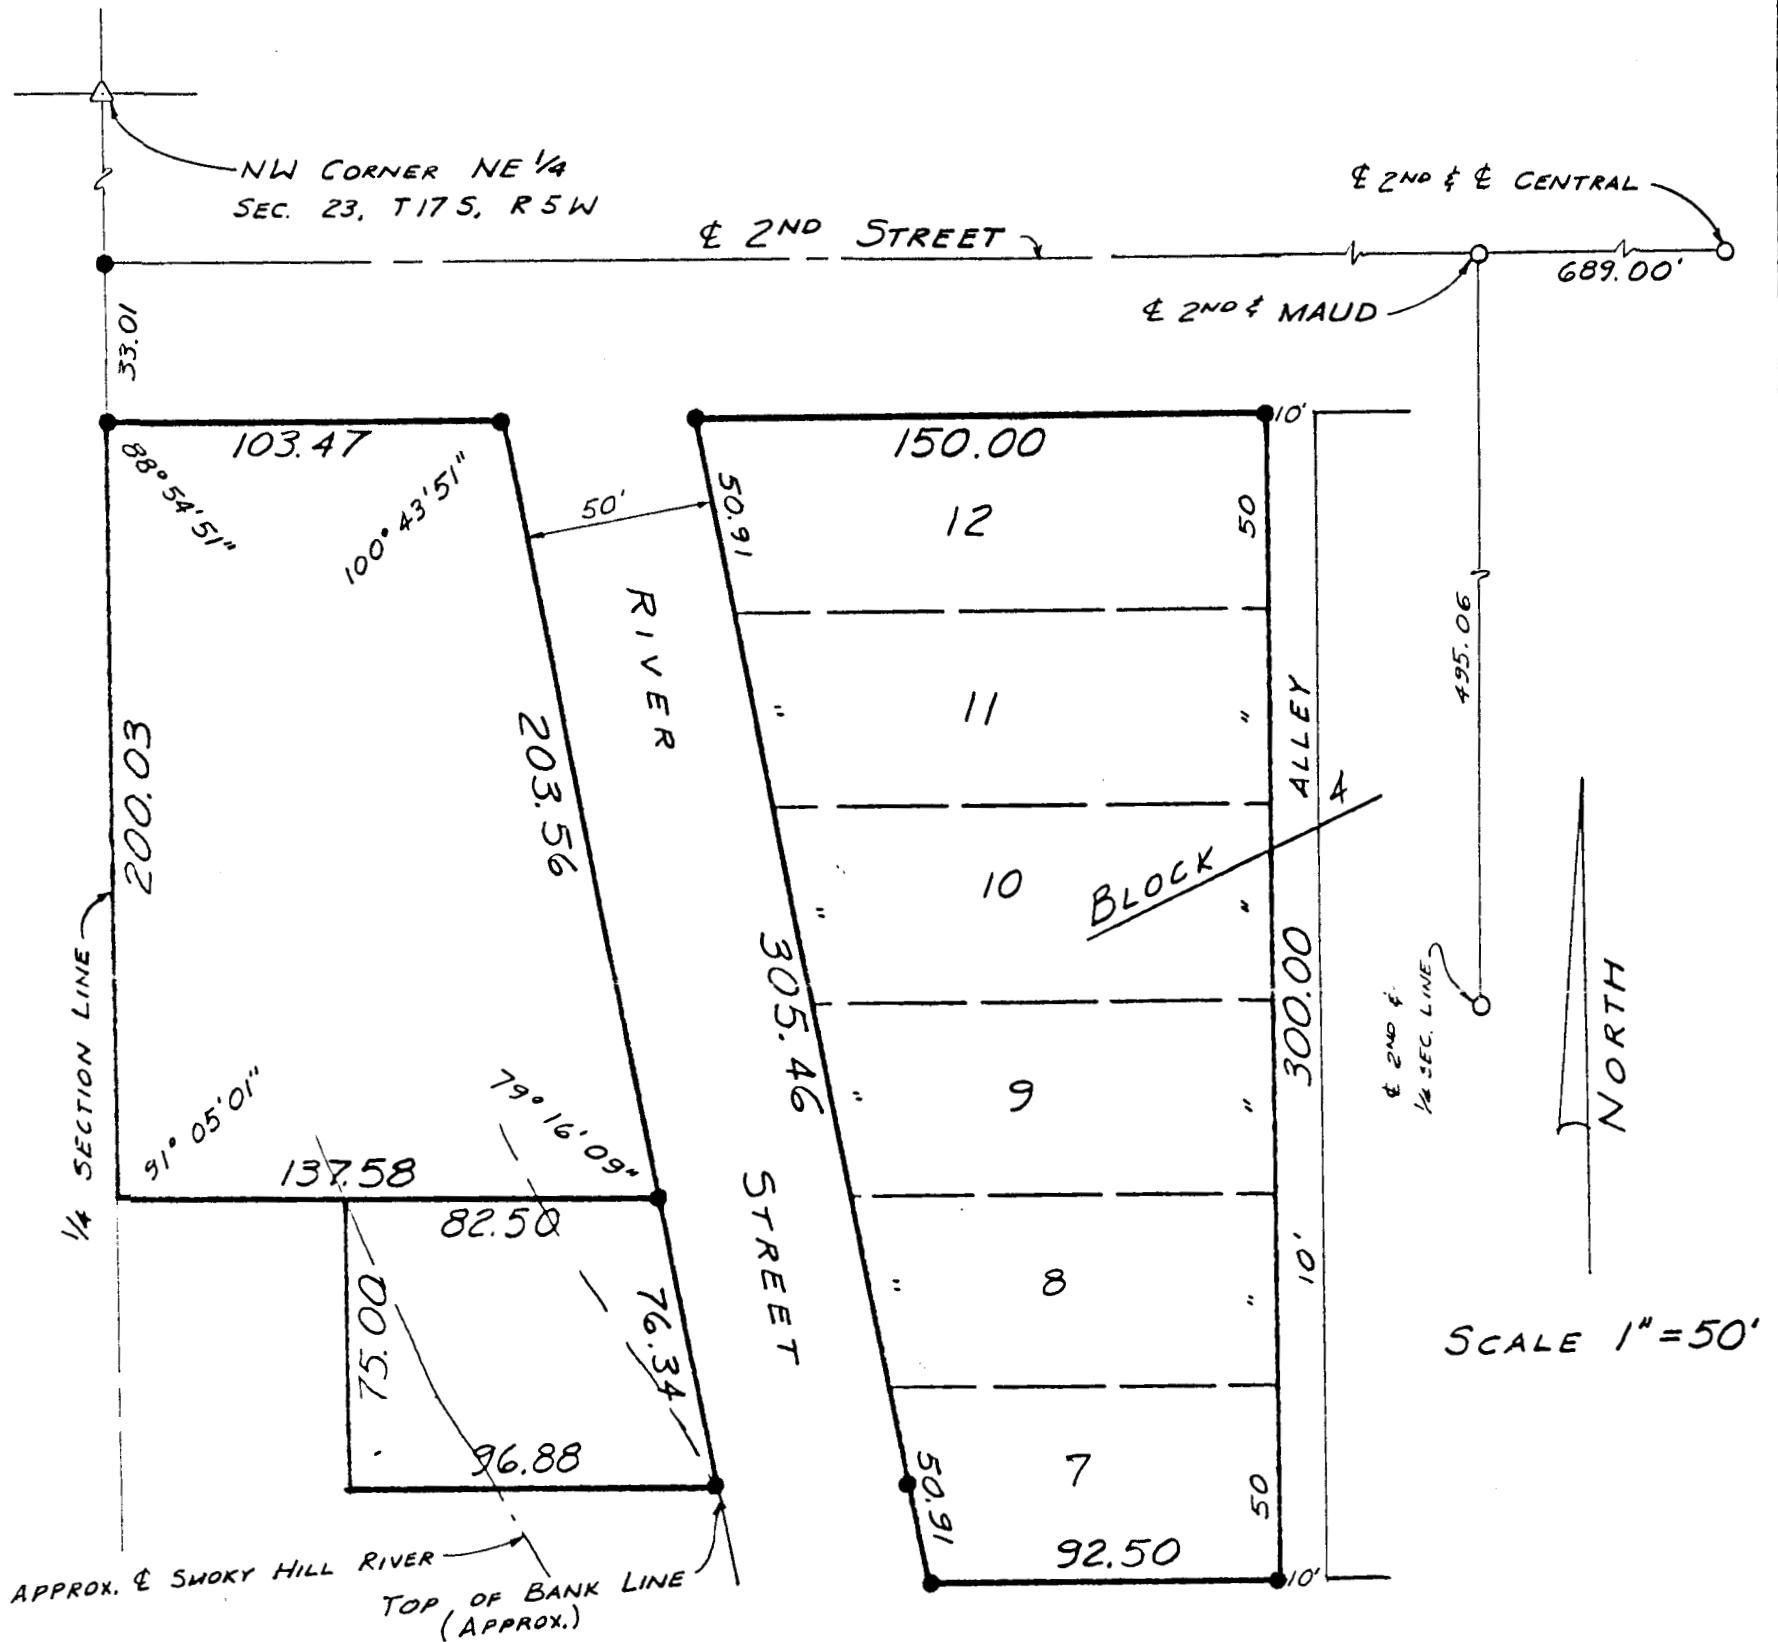 NW CORNER NE 1/4
SEC. 23, T17S, R5W
℄ 2ND STREET
℄ 2ND & ℄ CENTRAL
689.00'
℄ 2ND & MAUD
33.01
103.47
88° 54' 51"
100° 43' 51"
50'
150.00
10'
50.91
12
50
RIVER
STREET
11
"
"
200.03
203.56
ALLEY
495.06
BLOCK 4
10
"
"
305.46
300.00
1/4 SECTION LINE
℄ 2ND &
1/4 SEC. LINE
NORTH
9
"
"
91° 05' 01"
79° 16' 09"
137.58
82.50
8
"
"
10'
75.00
76.34
SCALE 1"=50'
96.88
7
50.91
50
92.50
10'
APPROX. ℄ SMOKY HILL RIVER
TOP OF BANK LINE
(APPROX.)